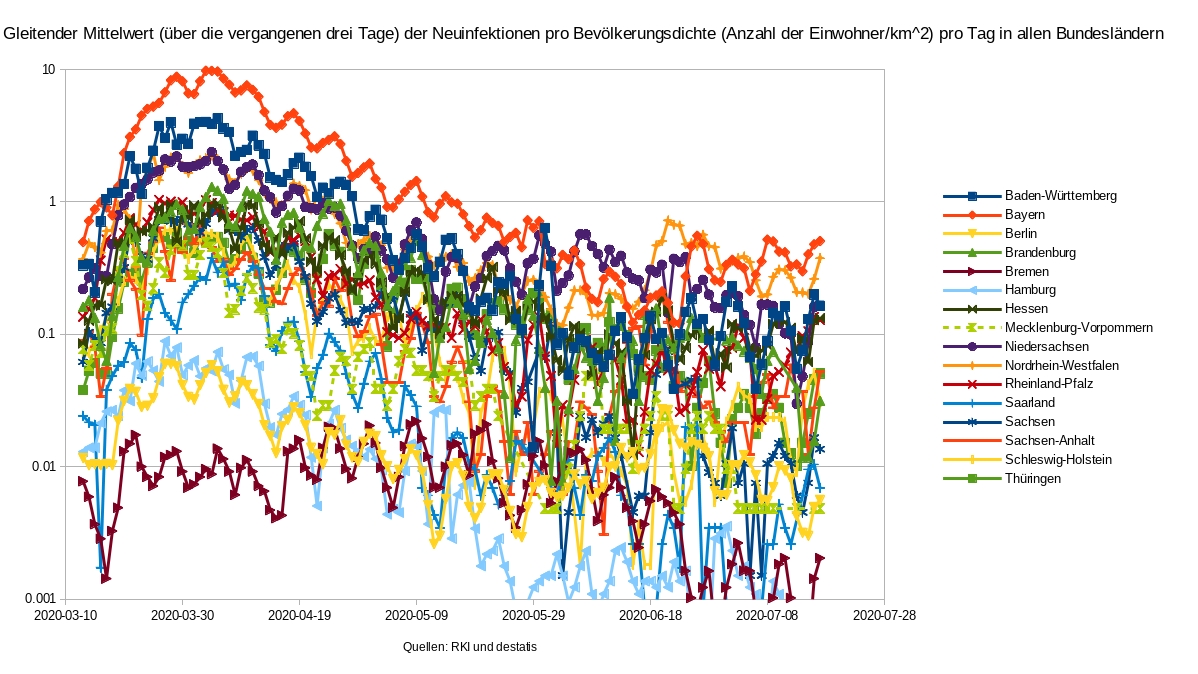 Gleitender Mittelwert (über die vergangenen drei Tage) der Neuinfektionen pro Bevölkerungsdichte (Anzahl der Einwohner/km^2) pro Tag in allen Bundesländern
10
1
0.1
0.01
0.001
2020-03-10 2020-03-30 2020-04-19 2020-05-09 2020-05-29 2020-06-18 2020-07-08 2020-07-28
Quellen: RKI und destatis
Baden-Württemberg
Bayern
Berlin
Brandenburg
Bremen
Hamburg
Hessen
Mecklenburg-Vorpommern
Niedersachsen
Nordrhein-Westfalen
Rheinland-Pfalz
Saarland
Sachsen
Sachsen-Anhalt
Schleswig-Holstein
Thüringen